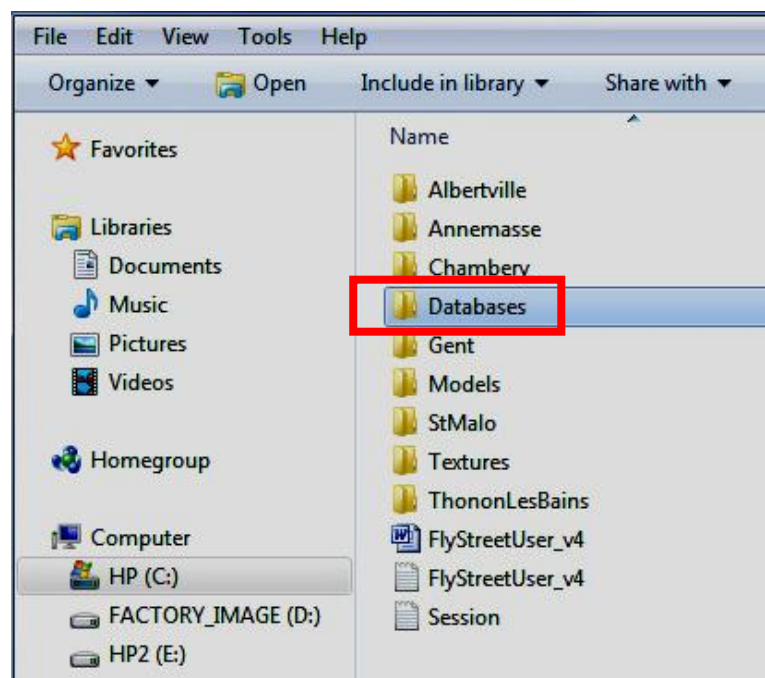 File Edit View Tools Help
Organize Open Include in library Share with
Favorites
Libraries
Documents
Music
Pictures
Videos
Homegroup
Computer
HP (C:)
FACTORY_IMAGE (D:)
HP2 (E:)
Name
Albertville
Annemasse
Chambery
Databases
Gent
Models
StMalo
Textures
ThononLesBains
FlyStreetUser_v4
FlyStreetUser_v4
Session